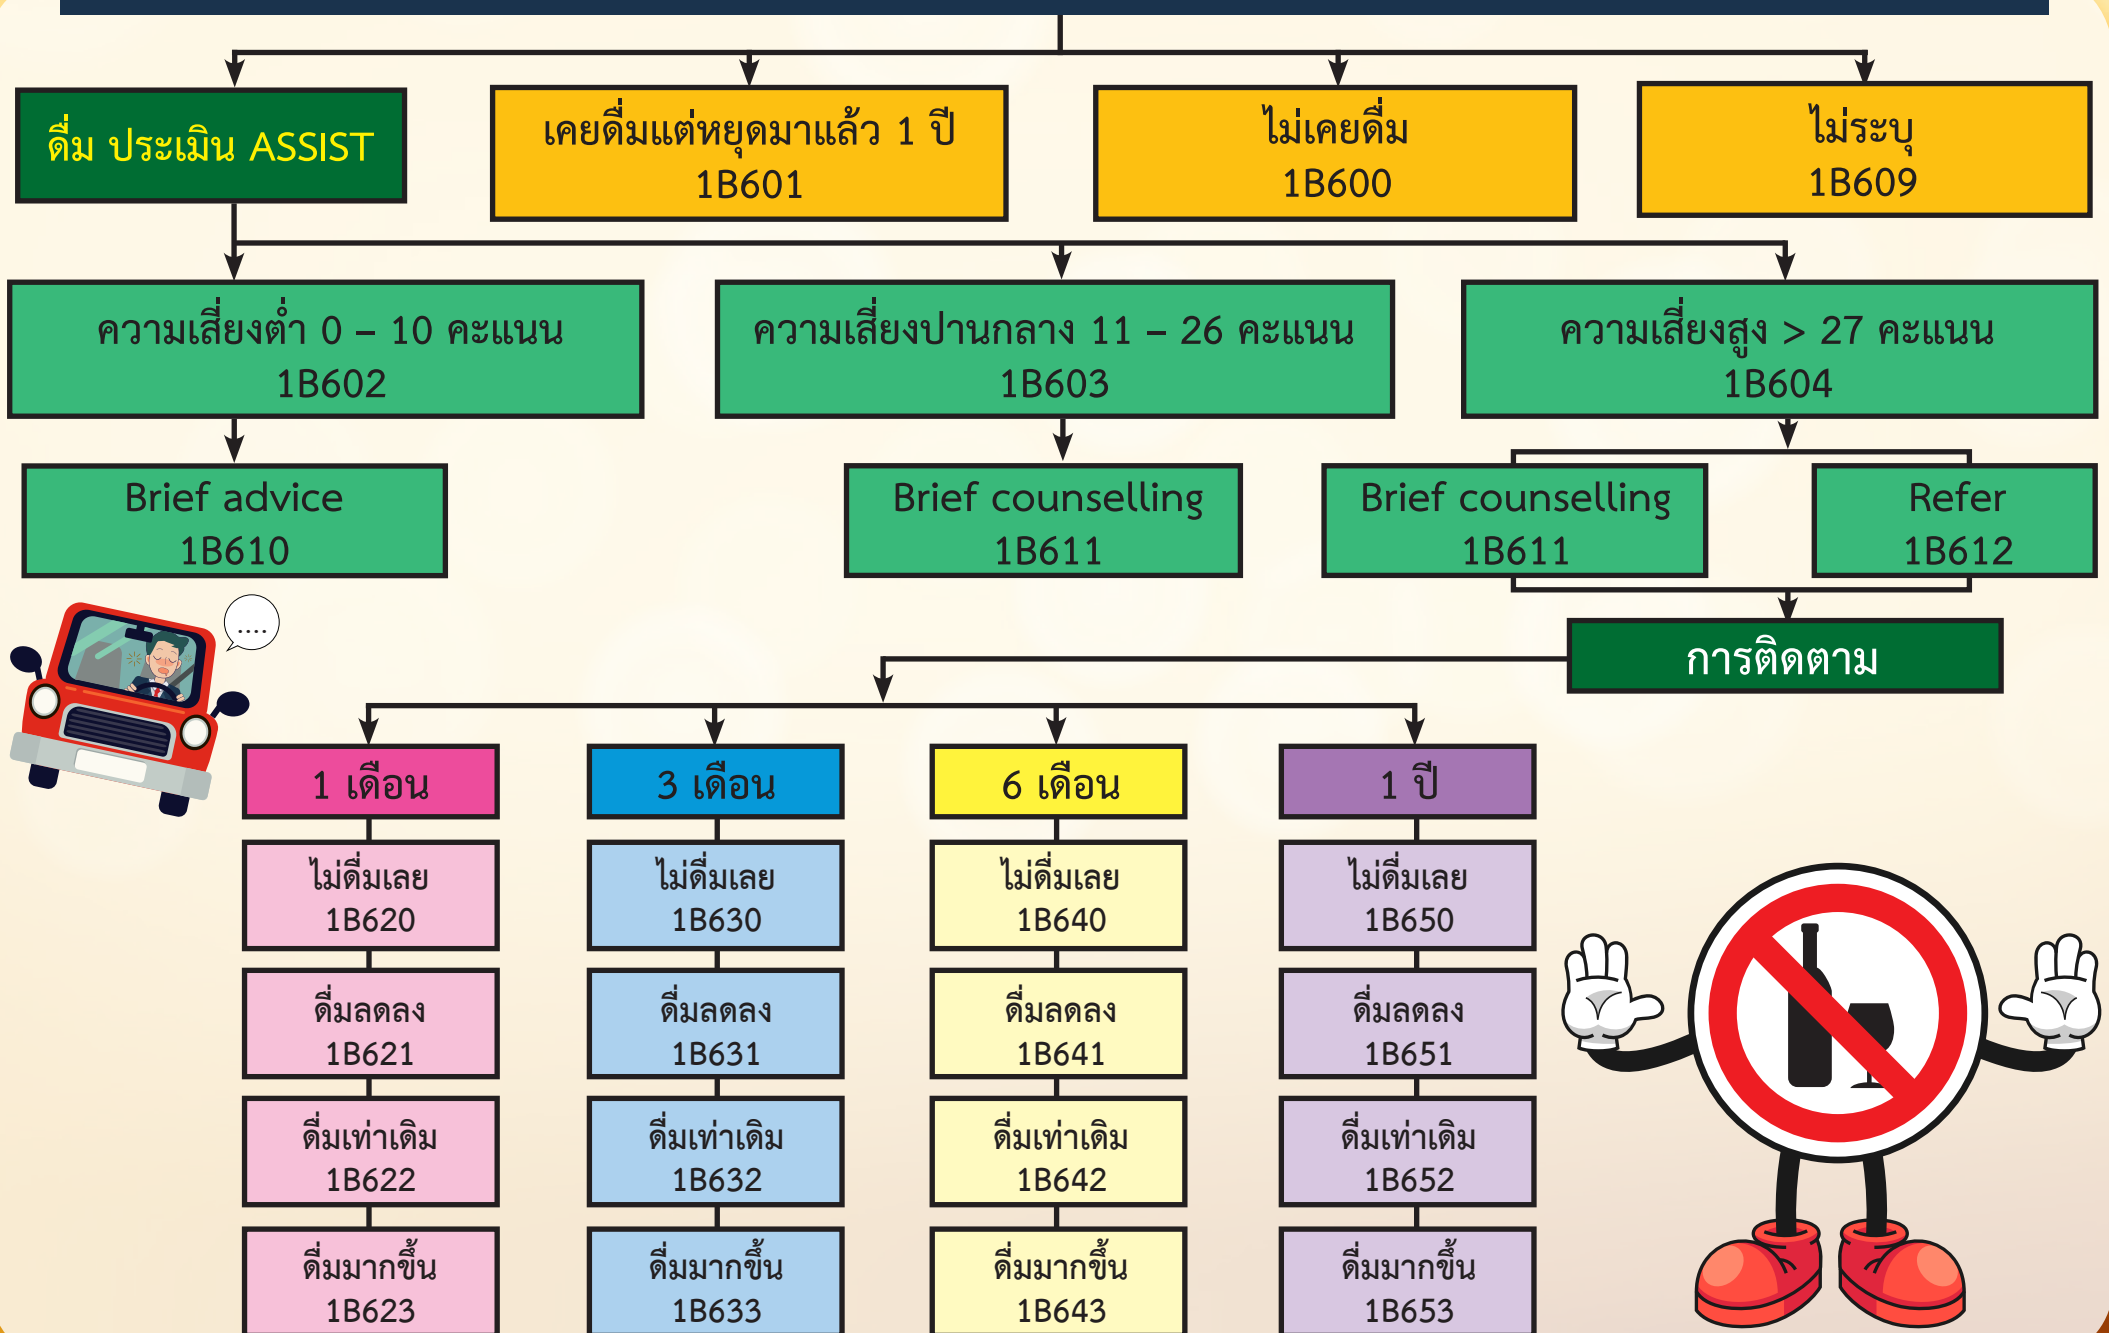 ดื่ม ประเมิน ASSIST
เคยดื่มแต่หยุดมาแล้ว 1 ปี
1B601
ไม่เคยดื่ม
1B600
ไม่ระบุ
1B609
ความเสี่ยงต่ำ 0 – 10 คะแนน
1B602
ความเสี่ยงปานกลาง 11 – 26 คะแนน
1B603
ความเสี่ยงสูง > 27 คะแนน
1B604
Brief advice
1B610
Brief counselling
1B611
Brief counselling
1B611
Refer
1B612
....
การติดตาม
1 เดือน
3 เดือน
6 เดือน
1 ปี
ไม่ดื่มเลย
1B620
ไม่ดื่มเลย
1B630
ไม่ดื่มเลย
1B640
ไม่ดื่มเลย
1B650
ดื่มลดลง
1B621
ดื่มลดลง
1B631
ดื่มลดลง
1B641
ดื่มลดลง
1B651
ดื่มเท่าเดิม
1B622
ดื่มเท่าเดิม
1B632
ดื่มเท่าเดิม
1B642
ดื่มเท่าเดิม
1B652
ดื่มมากขึ้น
1B623
ดื่มมากขึ้น
1B633
ดื่มมากขึ้น
1B643
ดื่มมากขึ้น
1B653